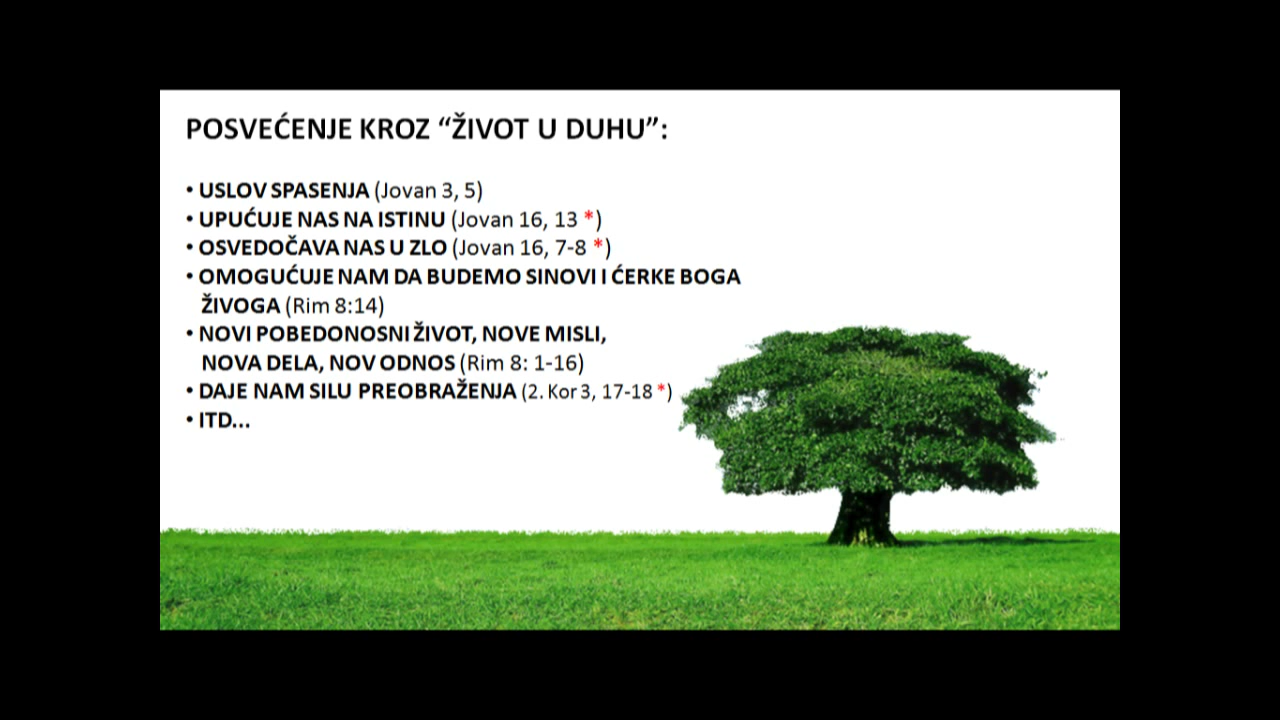 POSVEĆENJE KROZ “ŽIVOT U DUHU”:
• USLOV SPASENJA (Jovan 3, 5)
• UPUĆUJE NAS NA ISTINU (Jovan 16, 13 *)
• OSVEDOČAVA NAS U ZLO (Jovan 16, 7-8 *)
• OMOGUĆUJE NAM DA BUDEMO SINOVI I ĆERKE BOGA
ŽIVOGA (Rim 8:14)
• NOVI POBEDONOSNI ŽIVOT, NOVE MISLI,
NOVA DELA, NOV ODNOS (Rim 8: 1-16)
• DAJE NAM SILU PREOBRAŽENJA (2. Kor 3, 17-18 *)
• ITD...